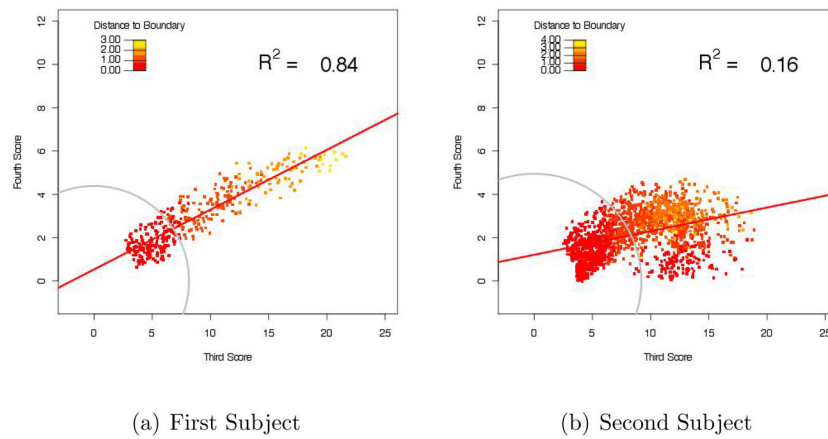 Distance to Boundary
3.00
2.00
1.00
0.00
R2 = 0.84
12
10
8
6
4
2
0
Fourth Score
0 5 10 15 20 25
Third Score
(a) First Subject
Distance to Boundary
4.00
3.00
2.00
1.00
0.00
R2 = 0.16
12
10
8
6
4
2
0
Fourth Score
0 5 10 15 20 25
Third Score
(b) Second Subject